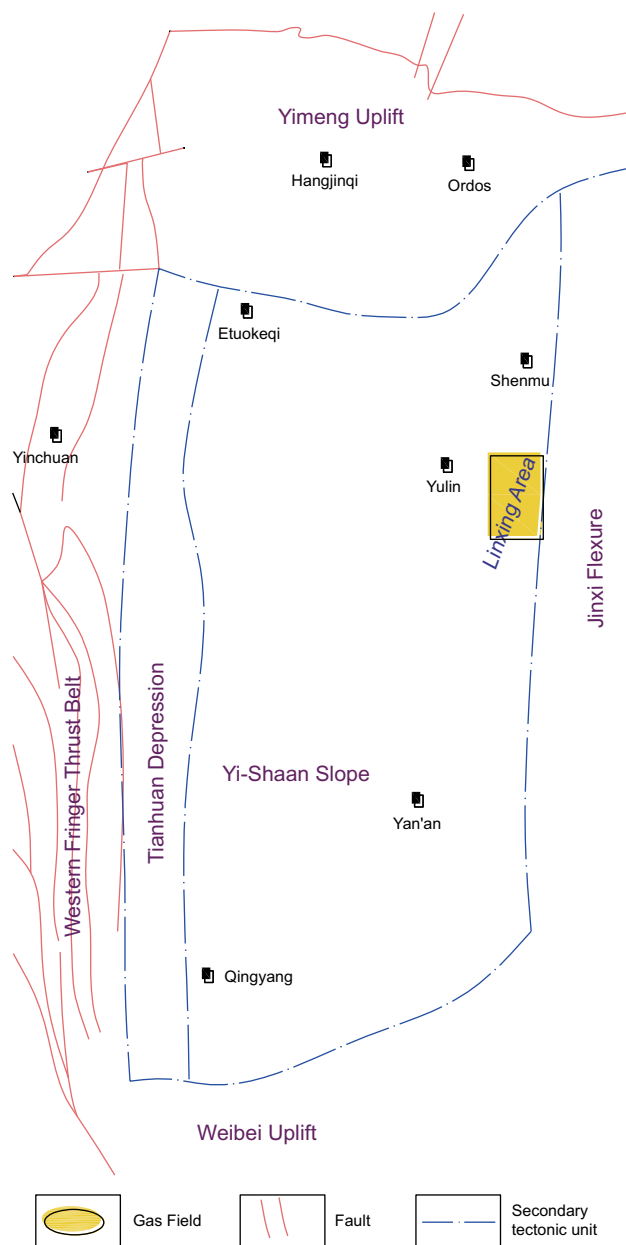 Yimeng Uplift
Hangjinqi
Ordos
Etuokeqi
Shenmu
Yinchuan
Yulin
Linxing Area
Jinxi Flexure
Western Fringer Thrust Belt
Tianhuan Depression
Yi-Shaan Slope
Yan'an
Qingyang
Weibei Uplift
Gas Field
Fault
Secondary
tectonic unit